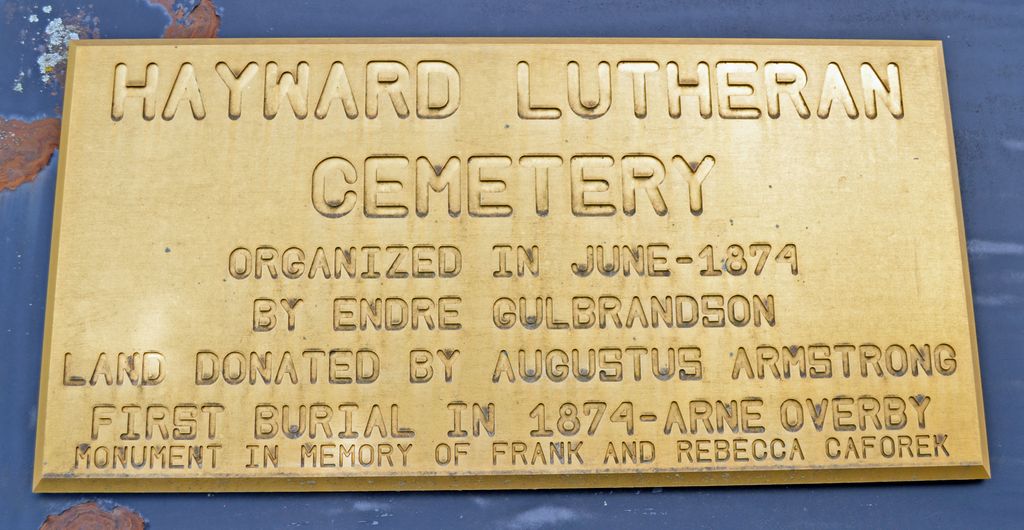 HAYWARD LUTHERAN
CEMETERY
ORGANIZED IN JUNE-1874
BY ENDRE GULBRANDSON
LAND DONATED BY AUGUSTUS ARMSTRONG
FIRST BURIAL IN 1874-ARNE OVERBY
MONUMENT IN MEMORY OF FRANK AND REBECCA CAFOREK